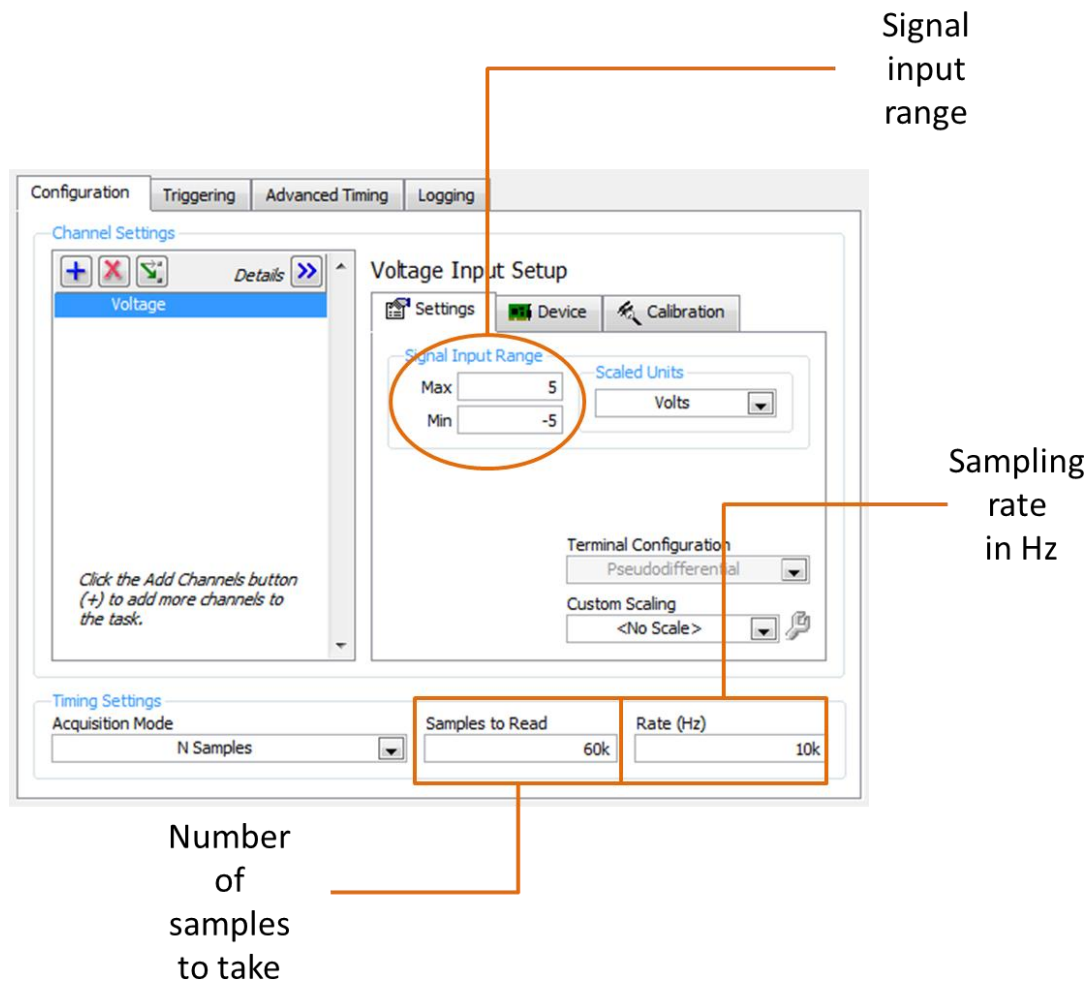 Signal
input
range
Configuration Triggering Advanced Timing Logging
Channel Settings
Details
Voltage
Click the Add Channels button
(+) to add more channels to
the task.
Voltage Input Setup
Settings Device Calibration
Signal Input Range
Max 5
Min -5
Scaled Units
Volts
Terminal Configuration
Pseudodifferential
Custom Scaling
<No Scale>
Sampling
rate
in Hz
Timing Settings
Acquisition Mode
N Samples
Samples to Read
60k
Rate (Hz)
10k
Number
of
samples
to take